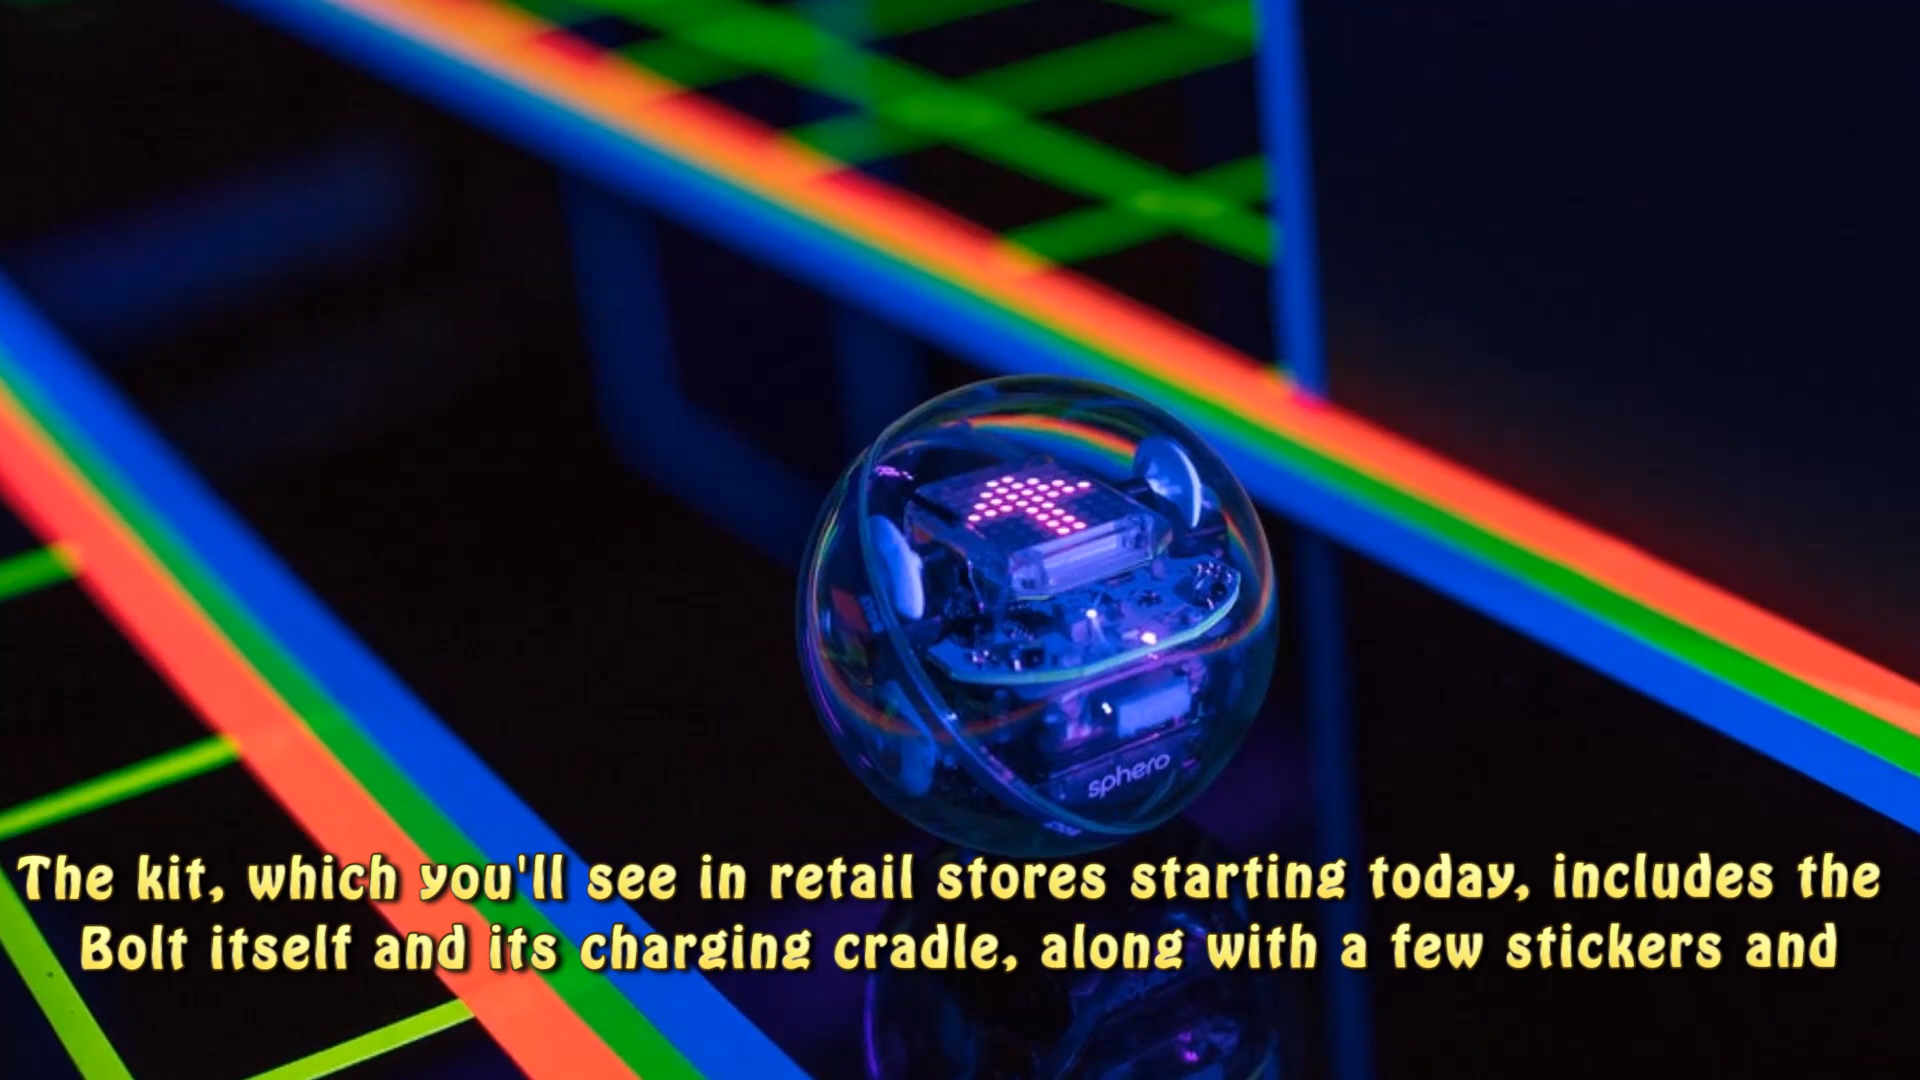 sphero
The kit, which you'll see in retail stores starting today, includes the
Bolt itself and its charging cradle, along with a few stickers and